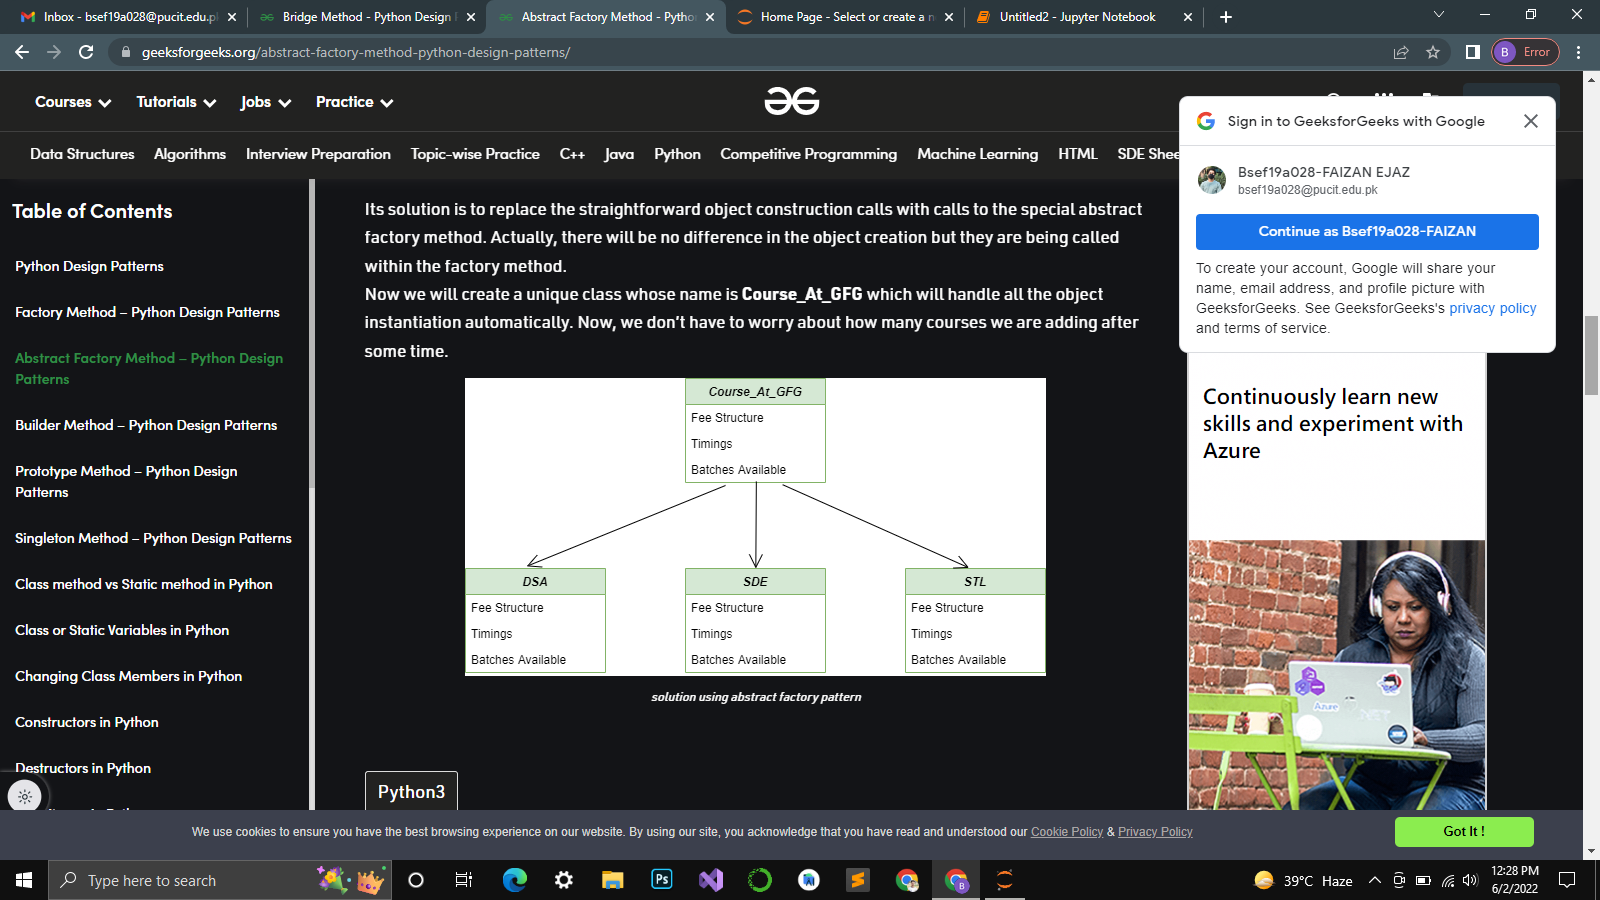 Inbox - bsef19a028@pucit.edu.p
Bridge Method - Python Design
Abstract Factory Method - Pytho
Home Page - Select or create a n
Untitled2 - Jupyter Notebook
geeksforgeeks.org/abstract-factory-method-python-design-patterns/
B Error
Courses
Tutorials
Jobs
Practice
Data Structures
Algorithms
Interview Preparation
Topic-wise Practice
C++
Java
Python
Competitive Programming
Machine Learning
HTML
SDE Shee
Table of Contents
Python Design Patterns
Factory Method – Python Design Patterns
Abstract Factory Method – Python Design
Patterns
Builder Method – Python Design Patterns
Prototype Method – Python Design
Patterns
Singleton Method – Python Design Patterns
Class method vs Static method in Python
Class or Static Variables in Python
Changing Class Members in Python
Constructors in Python
Destructors in Python
Its solution is to replace the straightforward object construction calls with calls to the special abstract
factory method. Actually, there will be no difference in the object creation but they are being called
within the factory method.
Now we will create a unique class whose name is Course_At_GFG which will handle all the object
instantiation automatically. Now, we don’t have to worry about how many courses we are adding after
some time.
Course_At_GFG
Fee Structure
Timings
Batches Available
DSA
Fee Structure
Timings
Batches Available
SDE
Fee Structure
Timings
Batches Available
STL
Fee Structure
Timings
Batches Available
solution using abstract factory pattern
Python3
Sign in to GeeksforGeeks with Google
Bsef19a028-FAIZAN EJAZ
bsef19a028@pucit.edu.pk
Continue as Bsef19a028-FAIZAN
To create your account, Google will share your
name, email address, and profile picture with
GeeksforGeeks. See GeeksforGeeks's privacy policy
and terms of service.
Continuously learn new
skills and experiment with
Azure
Azure
We use cookies to ensure you have the best browsing experience on our website. By using our site, you acknowledge that you have read and understood our Cookie Policy & Privacy Policy
Got It !
Type here to search
Ps
B
39°C Haze
12:28 PM
6/2/2022